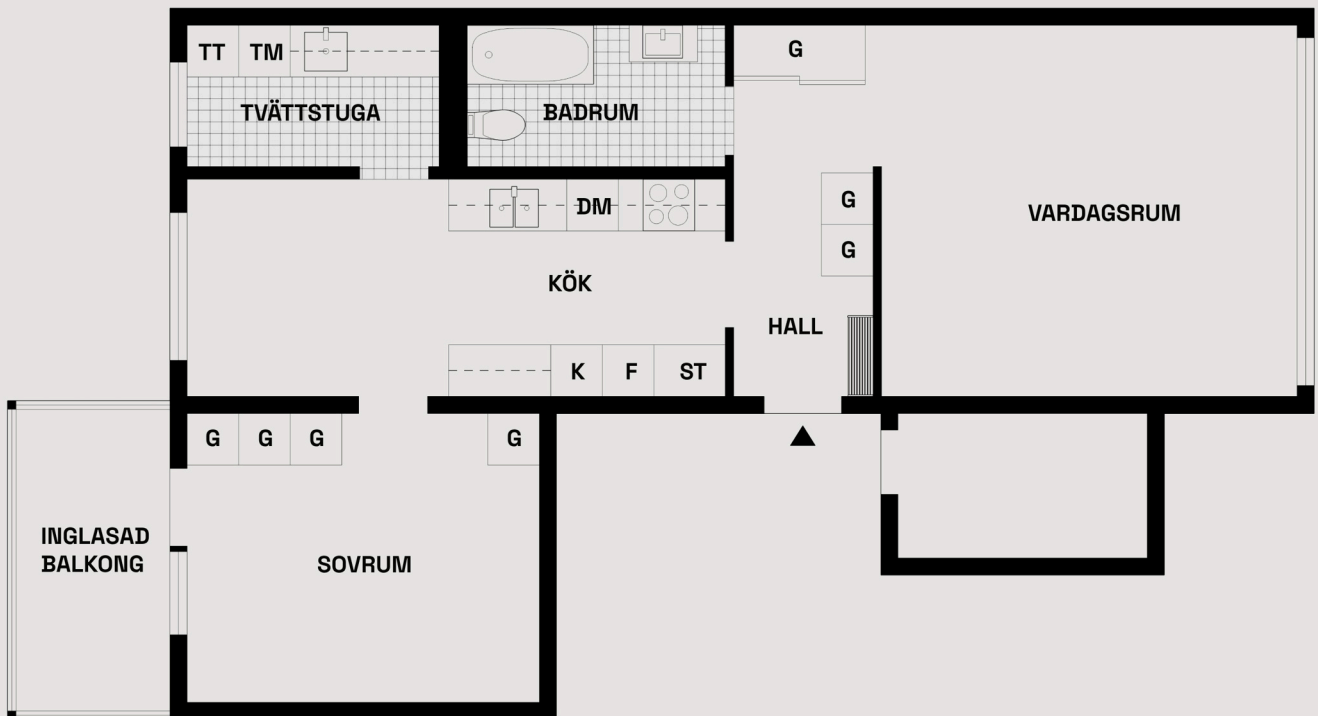 TT TM
TVÄTTSTUGA
BADRUM
G
DM
G
G
VARDAGSRUM
KÖK
HALL
K F ST
G G G
G
INGLASAD
BALKONG
SOVRUM